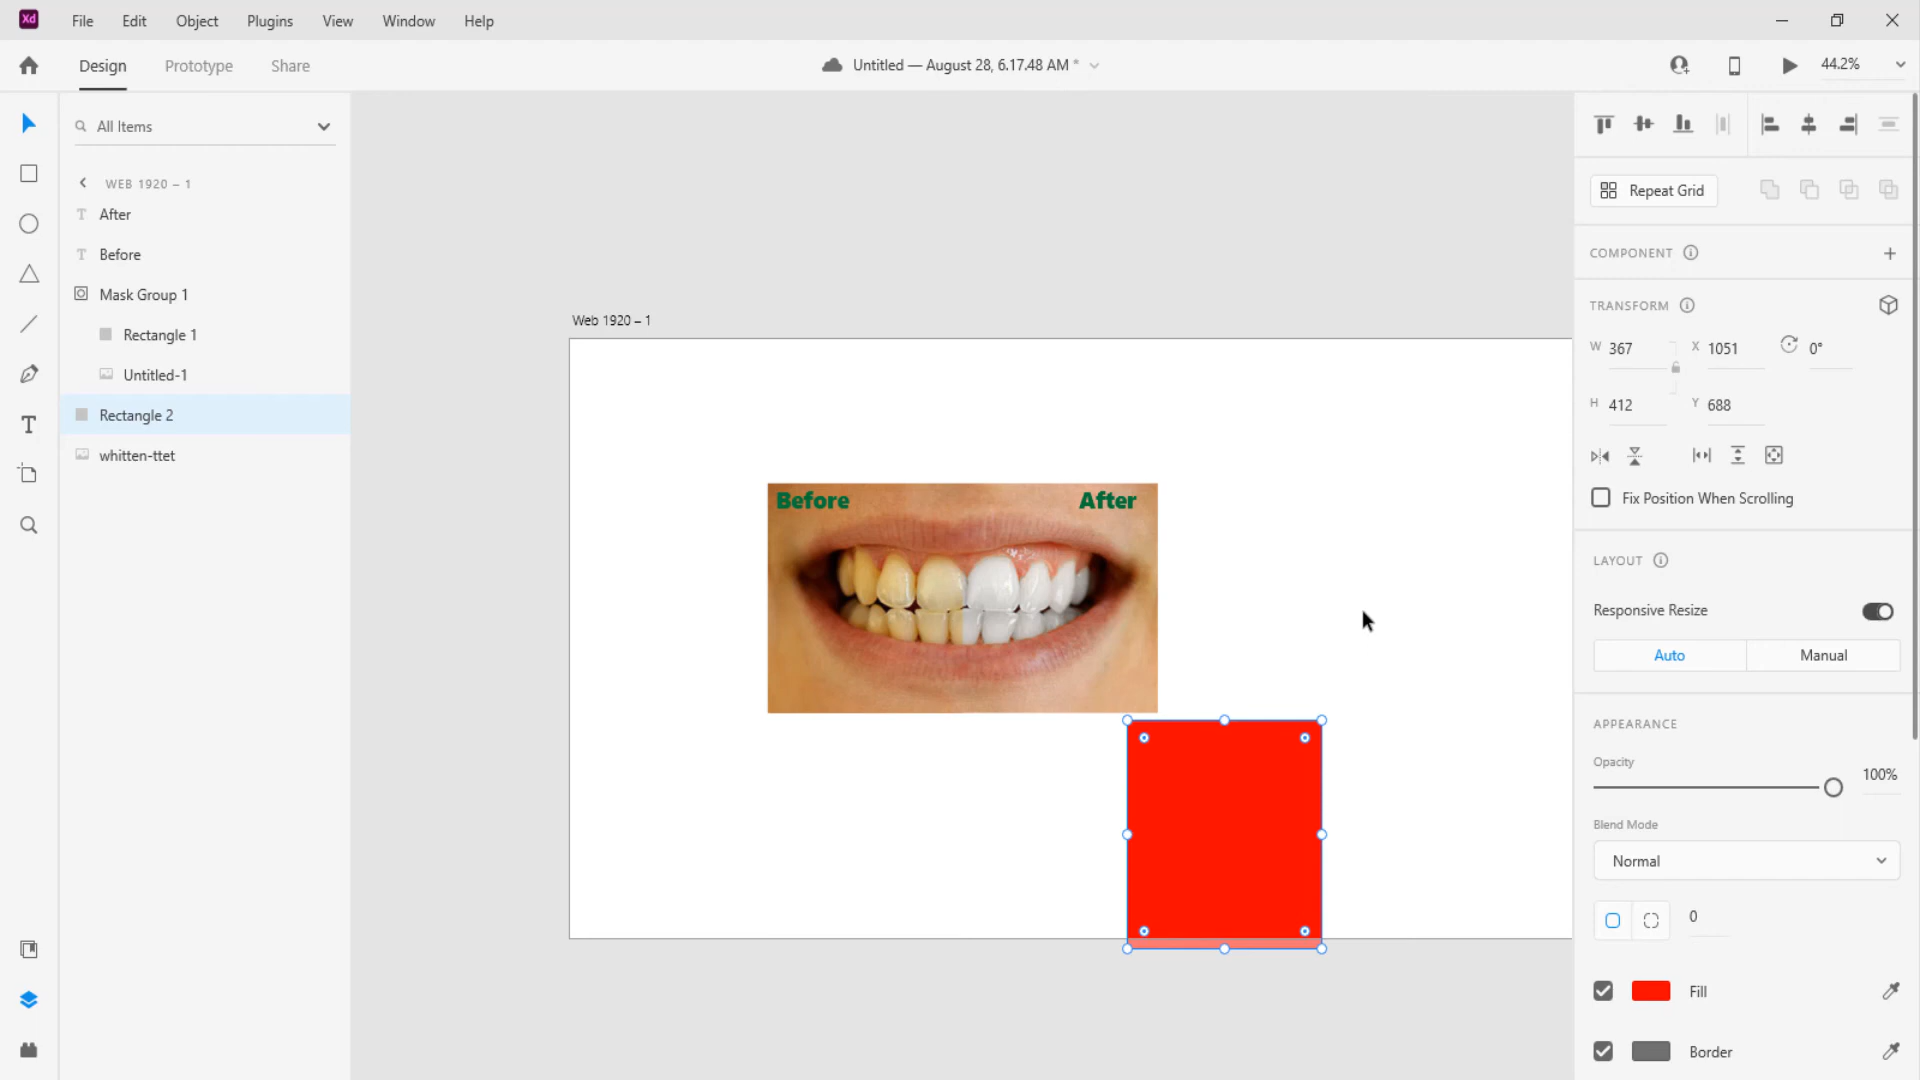 Xd File Edit Object Plugins View Window Help
Design Prototype Share Untitled — August 28, 6.17.48 AM * 44.2%
All Items
WEB 1920 – 1
After
Before
Mask Group 1
Rectangle 1
Untitled-1
Rectangle 2
whitten-ttet
Web 1920 – 1
Before After
Repeat Grid
COMPONENT
TRANSFORM
W 367 X 1051 0°
H 412 Y 688
Fix Position When Scrolling
LAYOUT
Responsive Resize
Auto Manual
APPEARANCE
Opacity
100%
Blend Mode
Normal
0
Fill
Border